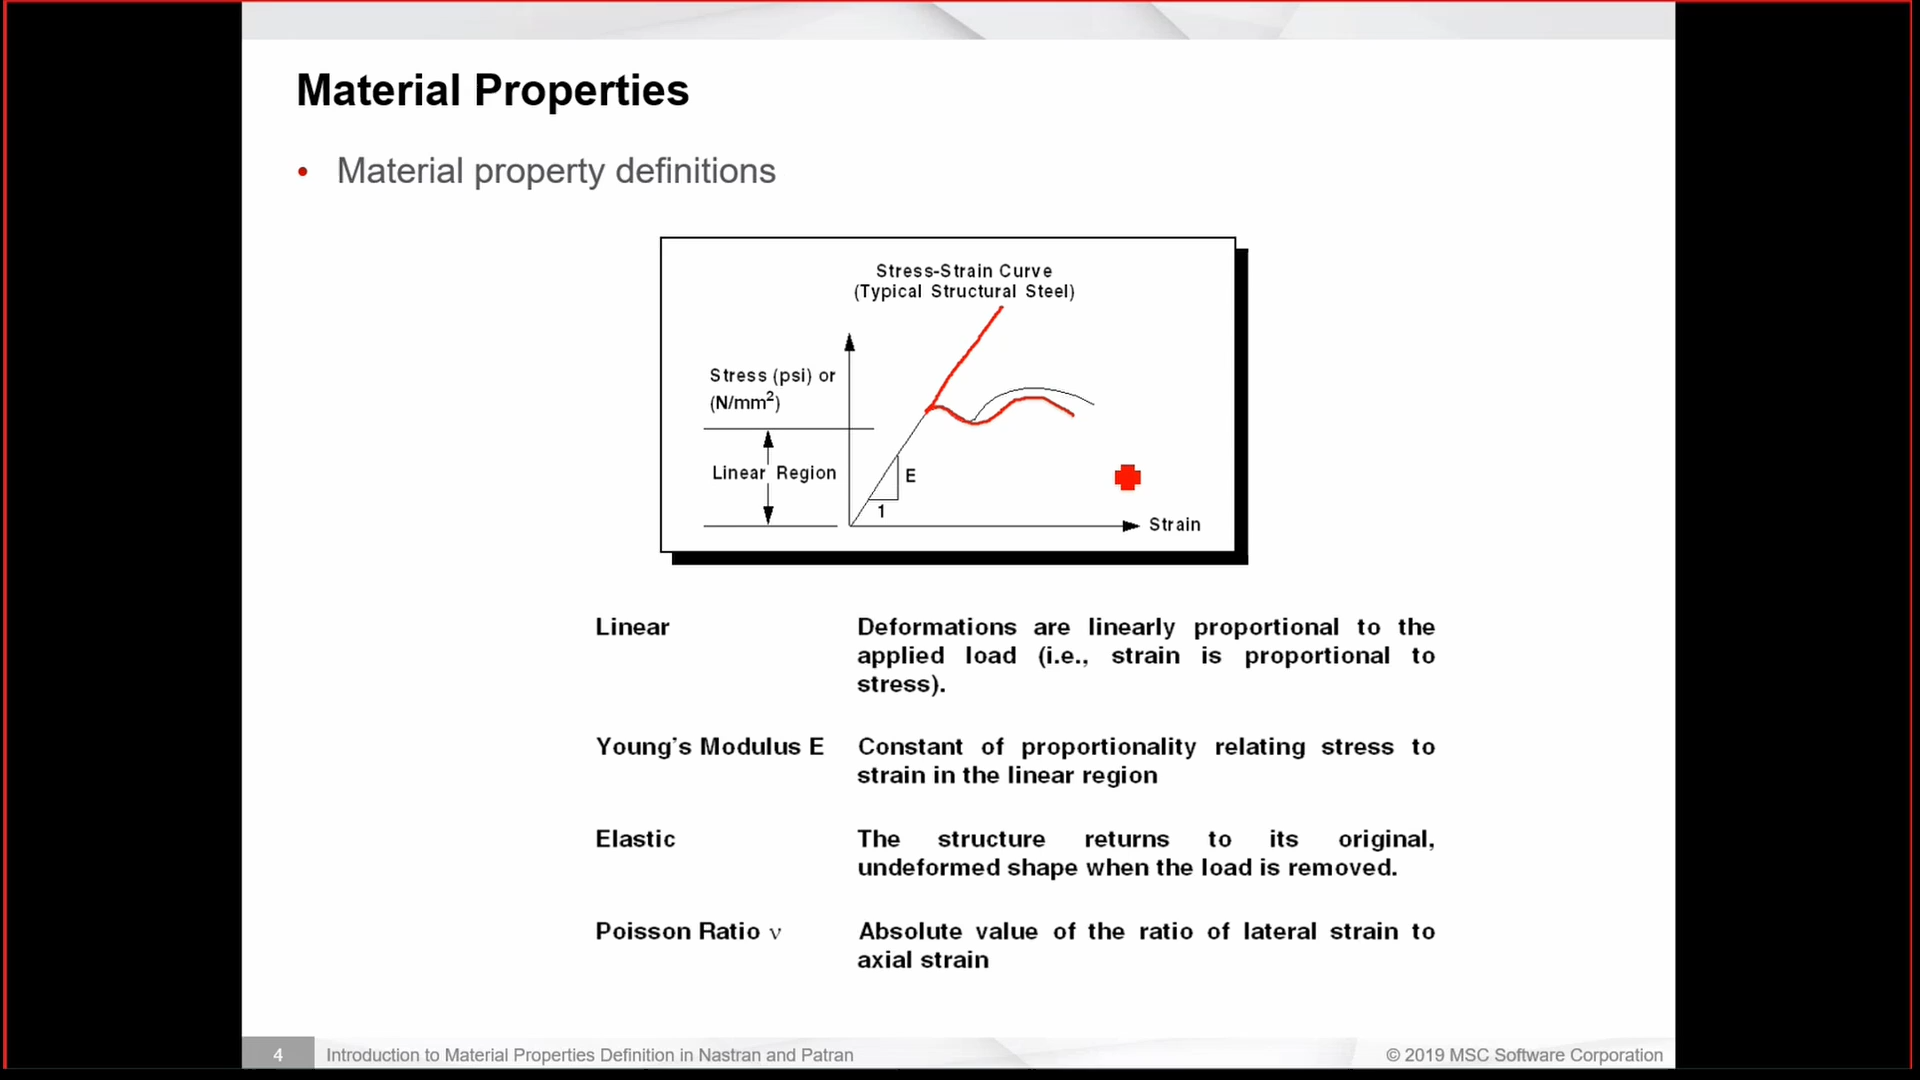 Material Properties
• Material property definitions
Stress-Strain Curve
(Typical Structural Steel)
Stress (psi) or
(N/mm²)
Linear Region
E
1
Strain
Linear Deformations are linearly proportional to the
applied load (i.e., strain is proportional to
stress).
Young's Modulus E Constant of proportionality relating stress to
strain in the linear region
Elastic The structure returns to its original,
undeformed shape when the load is removed.
Poisson Ratio ν Absolute value of the ratio of lateral strain to
axial strain
4 Introduction to Material Properties Definition in Nastran and Patran © 2019 MSC Software Corporation